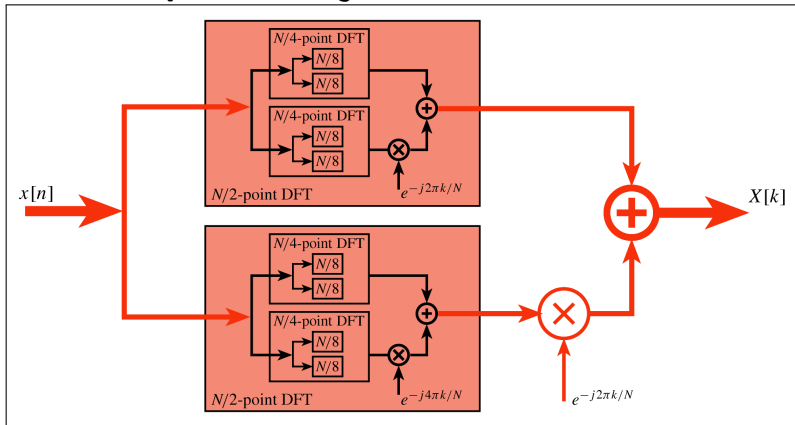 N/4-point DFT
N/8
N/8
N/4-point DFT
N/8
N/8
e^{-j2πk/N}
N/2-point DFT
x[n]
X[k]
N/4-point DFT
N/8
N/8
N/4-point DFT
N/8
N/8
e^{-j4πk/N}
N/2-point DFT
e^{-j2πk/N}